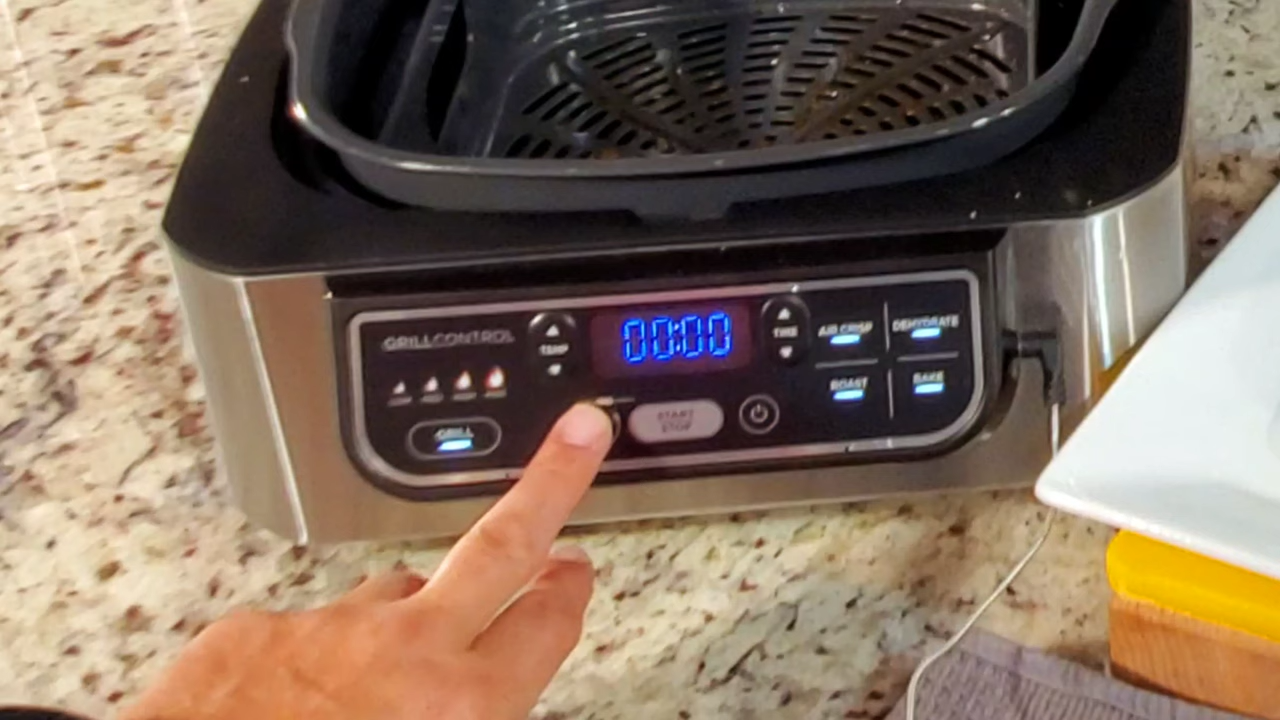 GRILLCONTROL
TEMP
00:00
TIME
AIR CRISP
DEHYDRATE
ROAST
BAKE
GRILL
START
STOP